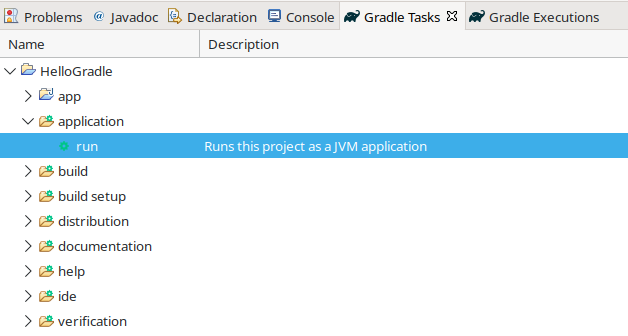 Problems @ Javadoc Declaration Console Gradle Tasks Gradle Executions
Name Description
HelloGradle
app
application
run Runs this project as a JVM application
build
build setup
distribution
documentation
help
ide
verification